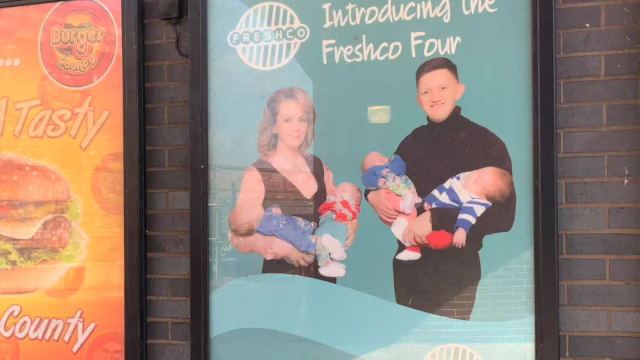 Burger
County
A Tasty
County
FRESHCO
Introducing the
Freshco Four